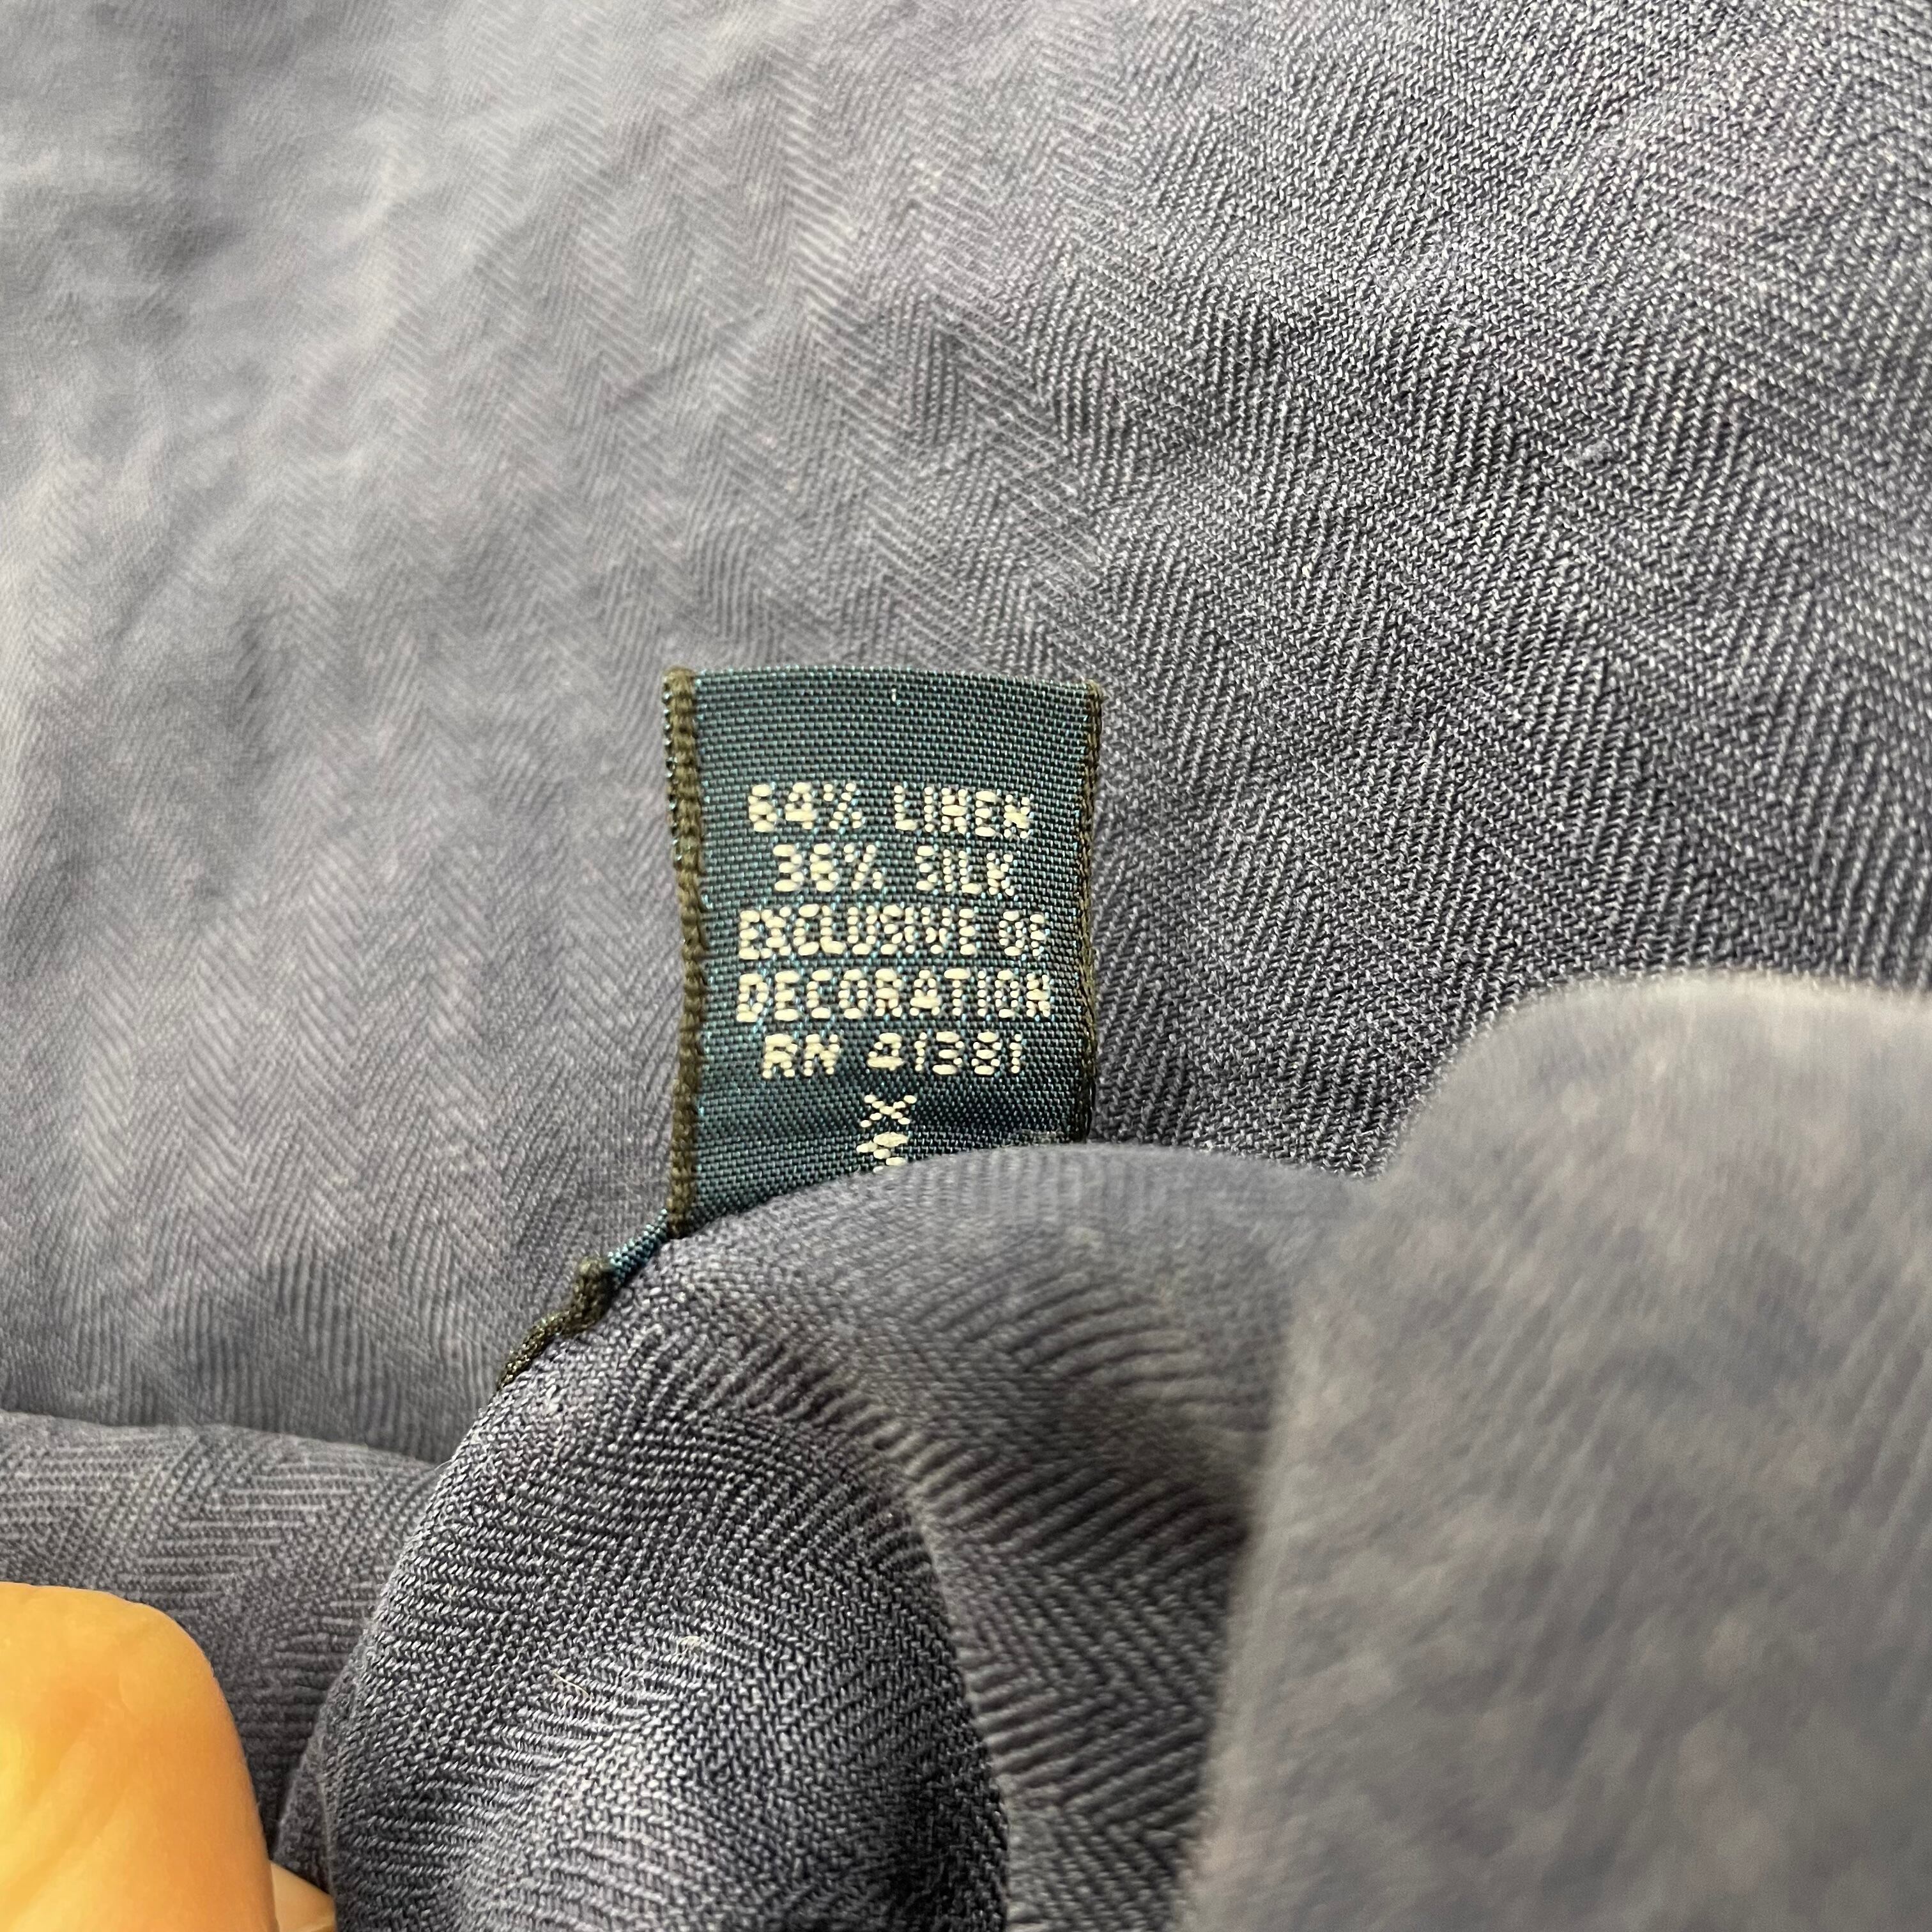 64% LINEN
36% SILK
EXCLUSIVE OF
DECORATION
RN 41381